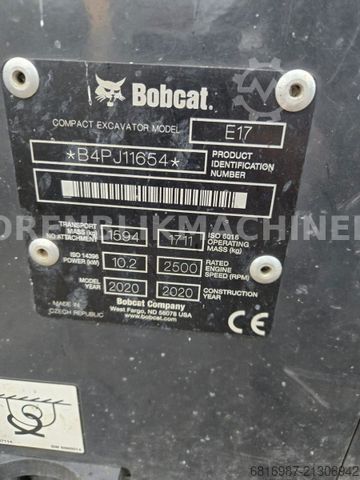 Bobcat®
COMPACT EXCAVATOR MODEL E17
*B4PJ11654* PRODUCT IDENTIFICATION NUMBER
TRANSPORT MASS (kg) NO ATTACHMENT 1594 1711 ISO 6016 OPERATING MASS (kg)
ISO 14396 POWER (kW) 10.2 2500 RATED ENGINE SPEED (RPM)
MODEL YEAR 2020 2020 CONSTRUCTION YEAR
MADE IN CZECH REPUBLIC
Bobcat Company
West Fargo, ND 58078 USA
www.bobcat.com
CE
6816987-21306942